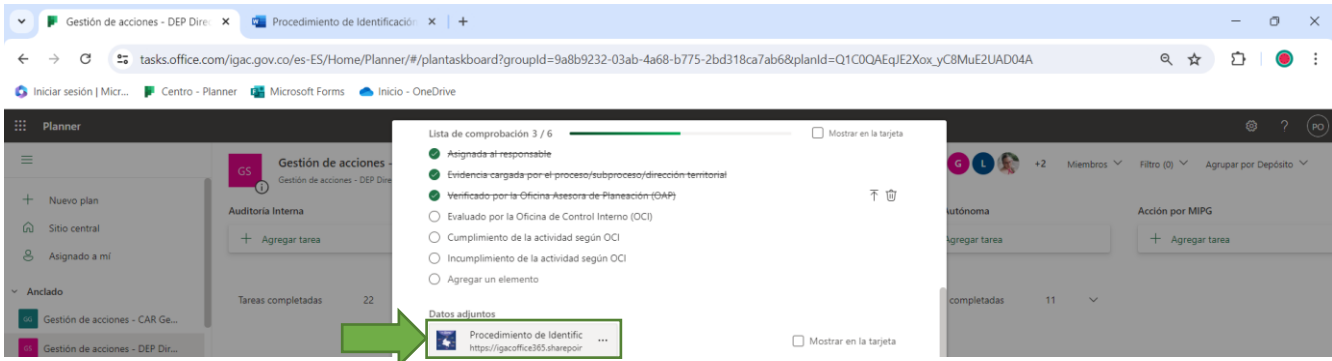 Gestión de acciones - DEP Direc
Procedimiento de Identificación
tasks.office.com/igac.gov.co/es-ES/Home/Planner/#/plantaskboard?groupId=9a8b9232-03ab-4a68-b775-2bd318ca7ab6&planId=Q1C0QAEqJE2Xox_yC8MuE2UAD04A
Iniciar sesión | Micr...
Centro - Planner
Microsoft Forms
Inicio - OneDrive
Planner
PO
Lista de comprobación 3 / 6
Mostrar en la tarjeta
Asignada al responsable
Evidencia cargada por el proceso/subproceso/dirección territorial
Verificado por la Oficina Asesora de Planeación (OAP)
Evaluado por la Oficina de Control Interno (OCI)
Cumplimiento de la actividad según OCI
Incumplimiento de la actividad según OCI
Agregar un elemento
Datos adjuntos
Procedimiento de Identific ...
https://igacoffice365.sharepoir
Mostrar en la tarjeta
Nuevo plan
Sitio central
Asignado a mí
Anclado
GG Gestión de acciones - CAR Ge...
GS Gestión de acciones - DEP Dir...
GS
Gestión de acciones -
Gestión de acciones - DEP Dire
G L +2 Miembros Filtro (0) Agrupar por Depósito
Auditoría Interna
Agregar tarea
Tareas completadas 22
Autónoma
Agregar tarea
completadas 11
Acción por MIPG
Agregar tarea